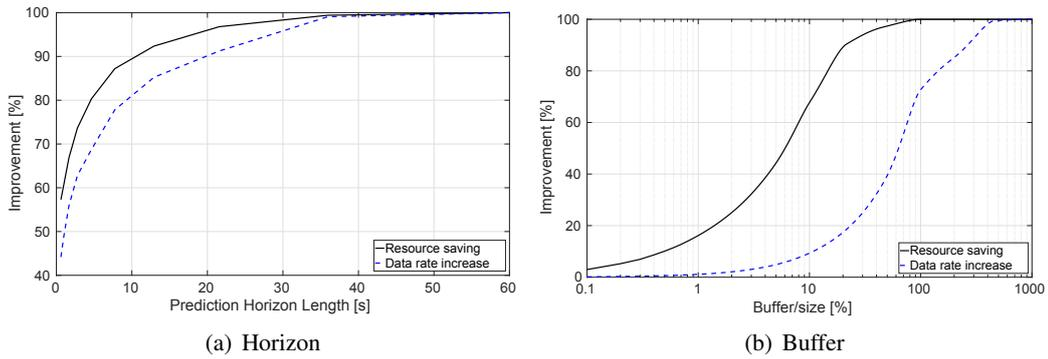 100
90
80
70
60
50
40
Improvement [%]
0 10 20 30 40 50 60
Prediction Horizon Length [s]
Resource saving
Data rate increase
(a) Horizon
100
80
60
40
20
0
Improvement [%]
0.1 1 10 100 1000
Buffer/size [%]
Resource saving
Data rate increase
(b) Buffer